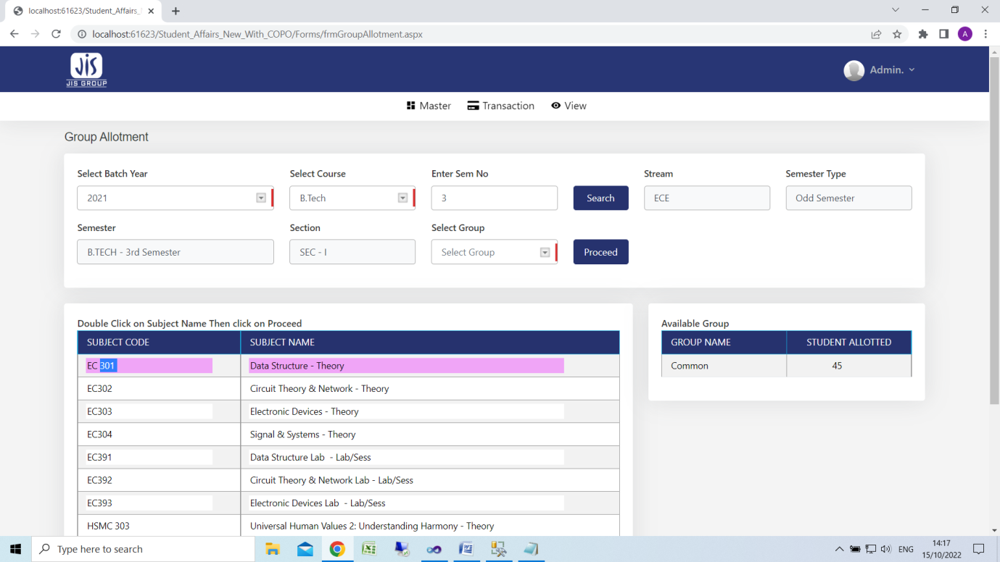 localhost:61623/Student_Affairs_
localhost:61623/Student_Affairs_New_With_COPO/Forms/frmGroupAllotment.aspx
A
JIS
JIS GROUP
Admin.
Master Transaction View
Group Allotment
Select Batch Year Select Course Enter Sem No Stream Semester Type
2021 B.Tech 3 Search ECE Odd Semester
Semester Section Select Group
B.TECH - 3rd Semester SEC - I Select Group Proceed
Double Click on Subject Name Then click on Proceed Available Group
SUBJECT CODE SUBJECT NAME GROUP NAME STUDENT ALLOTTED
EC 301 Data Structure - Theory Common 45
EC302 Circuit Theory & Network - Theory
EC303 Electronic Devices - Theory
EC304 Signal & Systems - Theory
EC391 Data Structure Lab - Lab/Sess
EC392 Circuit Theory & Network Lab - Lab/Sess
EC393 Electronic Devices Lab - Lab/Sess
HSMC 303 Universal Human Values 2: Understanding Harmony - Theory
Type here to search ENG 14:17
15/10/2022